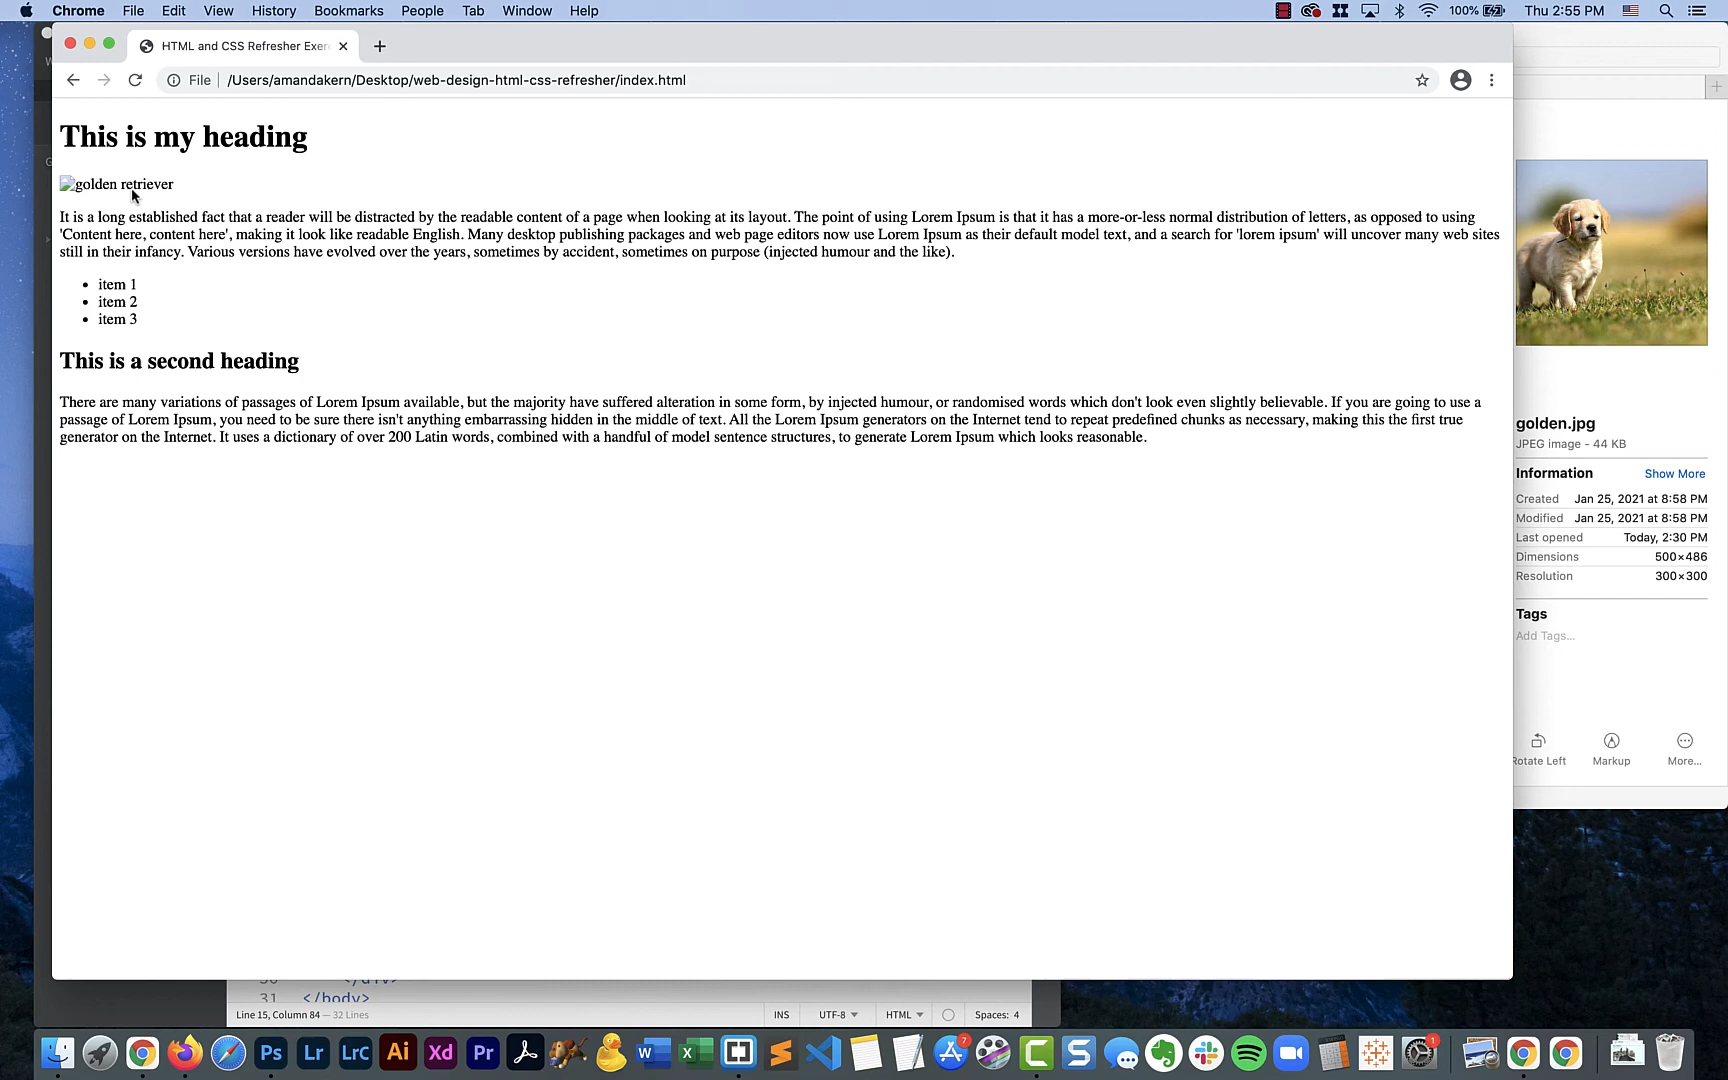 Chrome File Edit View History Bookmarks People Tab Window Help
100% Thu 2:55 PM
HTML and CSS Refresher Exer
File /Users/amandakern/Desktop/web-design-html-css-refresher/index.html
This is my heading
golden retriever
It is a long established fact that a reader will be distracted by the readable content of a page when looking at its layout. The point of using Lorem Ipsum is that it has a more-or-less normal distribution of letters, as opposed to using
'Content here, content here', making it look like readable English. Many desktop publishing packages and web page editors now use Lorem Ipsum as their default model text, and a search for 'lorem ipsum' will uncover many web sites
still in their infancy. Various versions have evolved over the years, sometimes by accident, sometimes on purpose (injected humour and the like).
• item 1
• item 2
• item 3
This is a second heading
There are many variations of passages of Lorem Ipsum available, but the majority have suffered alteration in some form, by injected humour, or randomised words which don't look even slightly believable. If you are going to use a
passage of Lorem Ipsum, you need to be sure there isn't anything embarrassing hidden in the middle of text. All the Lorem Ipsum generators on the Internet tend to repeat predefined chunks as necessary, making this the first true
generator on the Internet. It uses a dictionary of over 200 Latin words, combined with a handful of model sentence structures, to generate Lorem Ipsum which looks reasonable.
golden.jpg
JPEG image - 44 KB
Information Show More
Created Jan 25, 2021 at 8:58 PM
Modified Jan 25, 2021 at 8:58 PM
Last opened Today, 2:30 PM
Dimensions 500×486
Resolution 300×300
Tags
Add Tags...
Rotate Left Markup More...
31 </body>
Line 15, Column 84 — 32 Lines INS UTF-8 HTML Spaces: 4
Ps Lr LrC Ai Xd Pr W X 7 C S 1